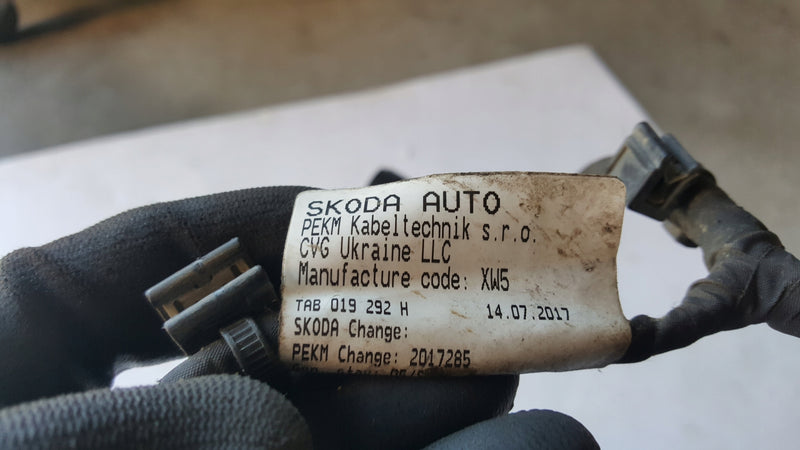 SKODA AUTO
PEKM Kabeltechnik s.r.o.
CVG Ukraine LLC
Manufacture code: XW5
TAB 019 292 H 14.07.2017
SKODA Change:
PEKM Change: 2017285